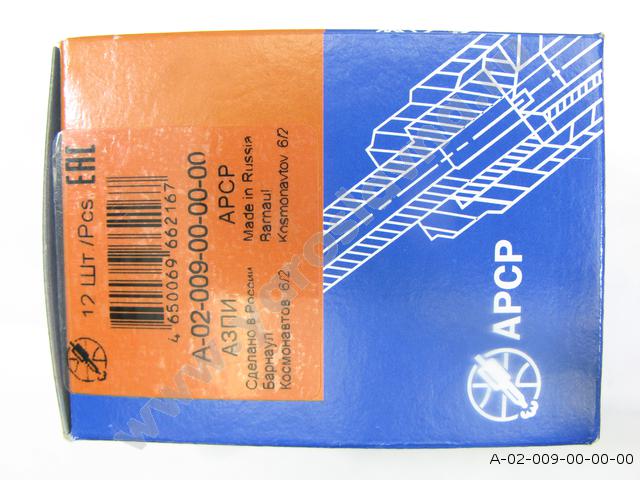 12 Шт./Pcs
EAC
4 650069 662167
A-02-009-00-00-00
АЗПИ APCP
Сделано в России Made in Russia
Барнаул Barnaul
Космонавтов 6/2 Kosmonavtov 6/2
APCP
A-02-009-00-00-00